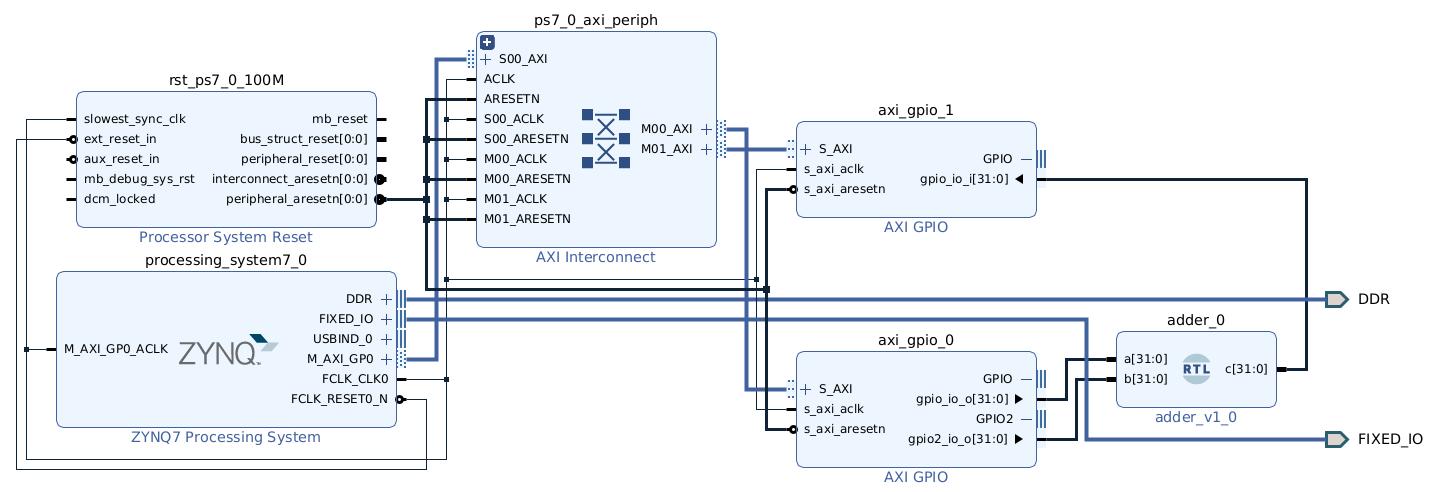 rst_ps7_0_100M
slowest_sync_clk
ext_reset_in
aux_reset_in
mb_debug_sys_rst
dcm_locked
mb_reset
bus_struct_reset[0:0]
peripheral_reset[0:0]
interconnect_aresetn[0:0]
peripheral_aresetn[0:0]
Processor System Reset
processing_system7_0
M_AXI_GP0_ACLK
ZYNQ
DDR
FIXED_IO
USBIND_0
M_AXI_GP0
FCLK_CLK0
FCLK_RESET0_N
ZYNQ7 Processing System
ps7_0_axi_periph
S00_AXI
ACLK
ARESETN
S00_ACLK
S00_ARESETN
M00_ACLK
M00_ARESETN
M01_ACLK
M01_ARESETN
M00_AXI
M01_AXI
AXI Interconnect
axi_gpio_1
S_AXI
s_axi_aclk
s_axi_aresetn
GPIO
gpio_io_i[31:0]
AXI GPIO
axi_gpio_0
S_AXI
s_axi_aclk
s_axi_aresetn
GPIO
gpio_io_o[31:0]
GPIO2
gpio2_io_o[31:0]
AXI GPIO
adder_0
a[31:0]
b[31:0]
RTL
c[31:0]
adder_v1_0
DDR
FIXED_IO